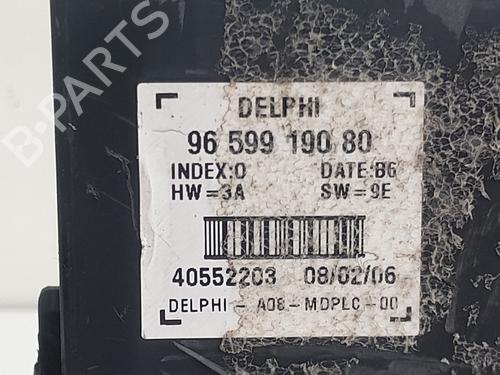 B-PARTS
DELPHI
96 599 190 80
INDEX:0 DATE:B6
HW=3A SW=9E
40552203 08/02/06
DELPHI-A08-MDPLC-00